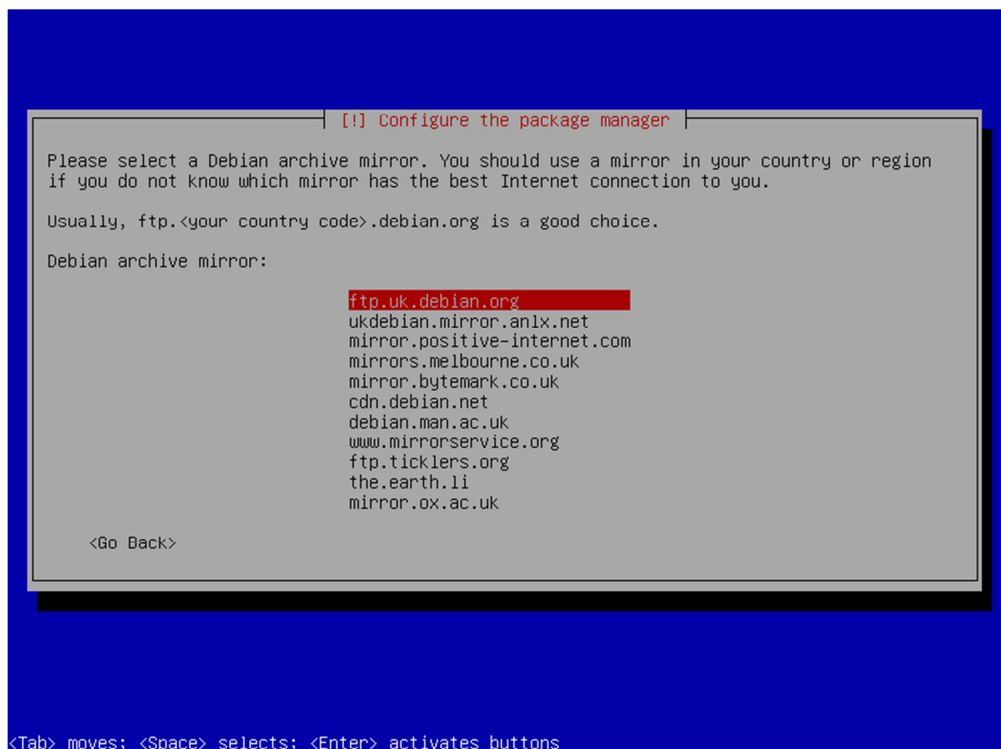 [!] Configure the package manager
Please select a Debian archive mirror. You should use a mirror in your country or region
if you do not know which mirror has the best Internet connection to you.
Usually, ftp.<your country code>.debian.org is a good choice.
Debian archive mirror:
ftp.uk.debian.org
ukdebian.mirror.anlx.net
mirror.positive-internet.com
mirrors.melbourne.co.uk
mirror.bytemark.co.uk
cdn.debian.net
debian.man.ac.uk
www.mirrorservice.org
ftp.ticklers.org
the.earth.li
mirror.ox.ac.uk
<Go Back>
<Tab> moves; <Space> selects; <Enter> activates buttons